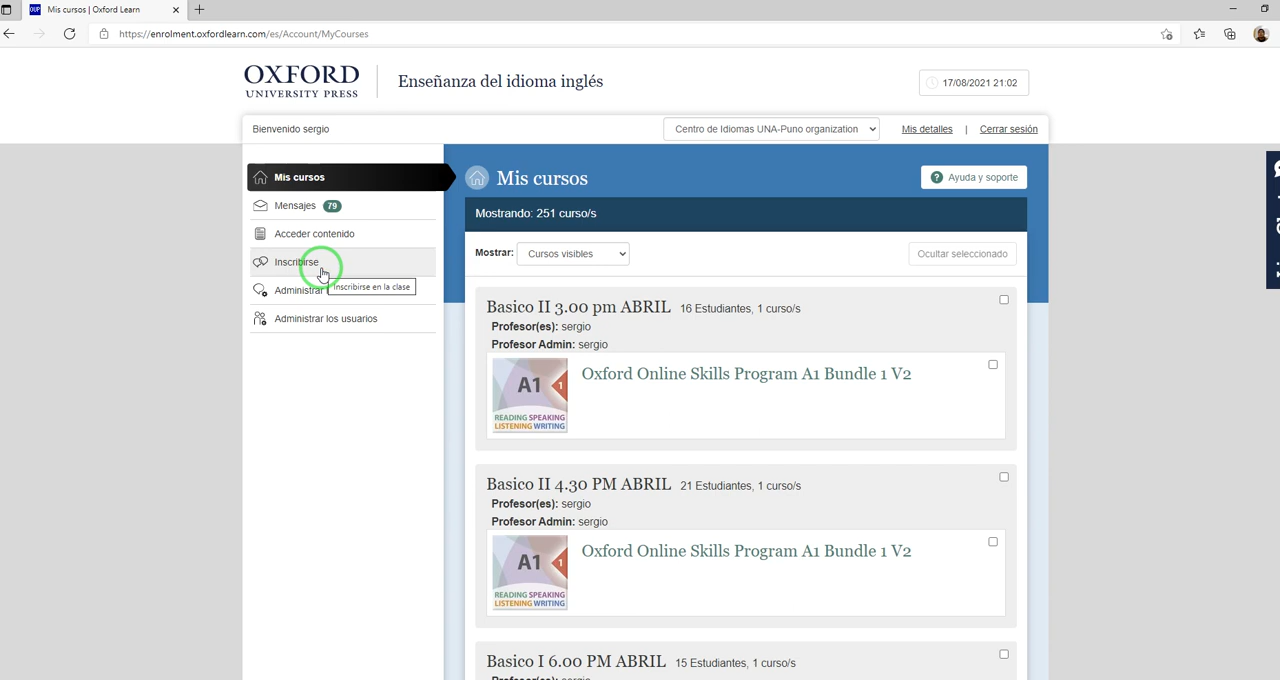 Mis cursos | Oxford Learn
https://enrolment.oxfordlearn.com/es/Account/MyCourses
OXFORD
UNIVERSITY PRESS
Enseñanza del idioma inglés
17/08/2021 21:02
Bienvenido sergio
Centro de Idiomas UNA-Puno organization
Mis detalles | Cerrar sesión
Mis cursos
Mensajes 79
Acceder contenido
Inscribirse
Inscribirse en la clase
Administrar
Administrar los usuarios
Mis cursos
? Ayuda y soporte
Mostrando: 251 curso/s
Mostrar: Cursos visibles
Ocultar seleccionado
Basico II 3.00 pm ABRIL 16 Estudiantes, 1 curso/s
Profesor(es): sergio
Profesor Admin: sergio
A1 1
READING SPEAKING
LISTENING WRITING
Oxford Online Skills Program A1 Bundle 1 V2
Basico II 4.30 PM ABRIL 21 Estudiantes, 1 curso/s
Profesor(es): sergio
Profesor Admin: sergio
A1 1
READING SPEAKING
LISTENING WRITING
Oxford Online Skills Program A1 Bundle 1 V2
Basico I 6.00 PM ABRIL 15 Estudiantes, 1 curso/s